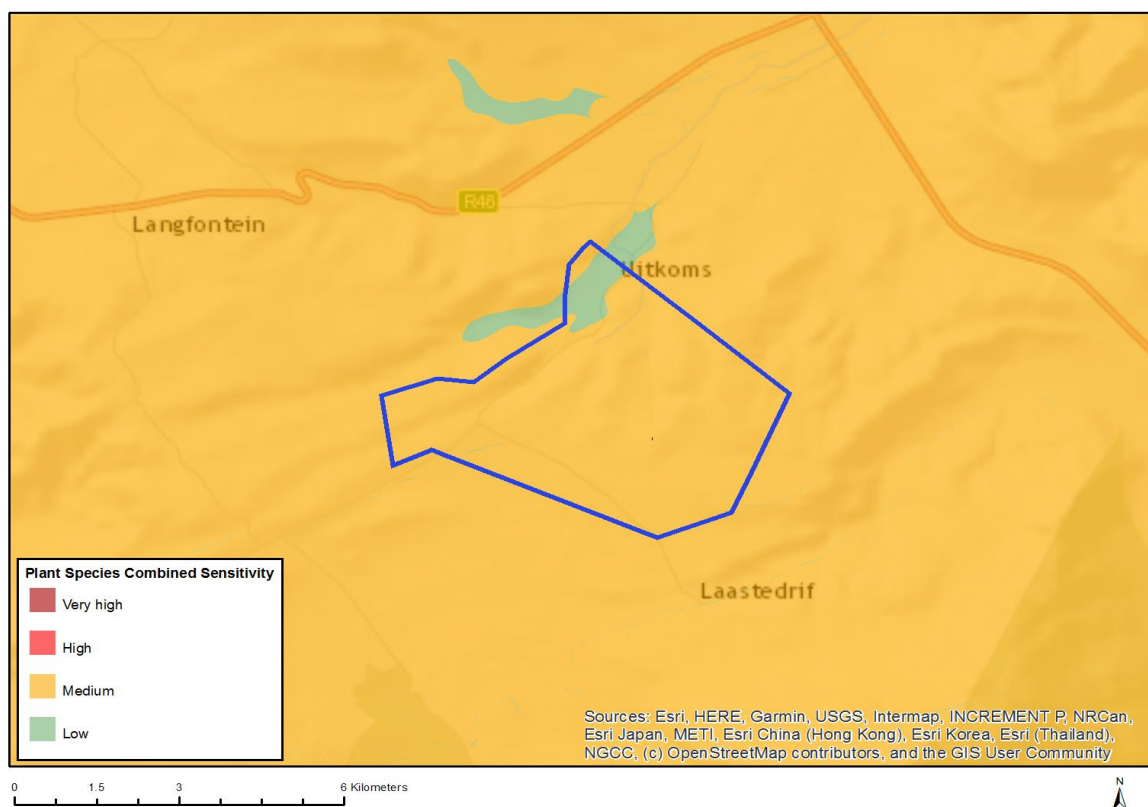 R46
Langfontein
Uitkoms
Laastedrif
Plant Species Combined Sensitivity
Very high
High
Medium
Low
Sources: Esri, HERE, Garmin, USGS, Intermap, INCREMENT P, NRCan,
Esri Japan, METI, Esri China (Hong Kong), Esri Korea, Esri (Thailand),
NGCC, (c) OpenStreetMap contributors, and the GIS User Community
0 1.5 3 6 Kilometers
N